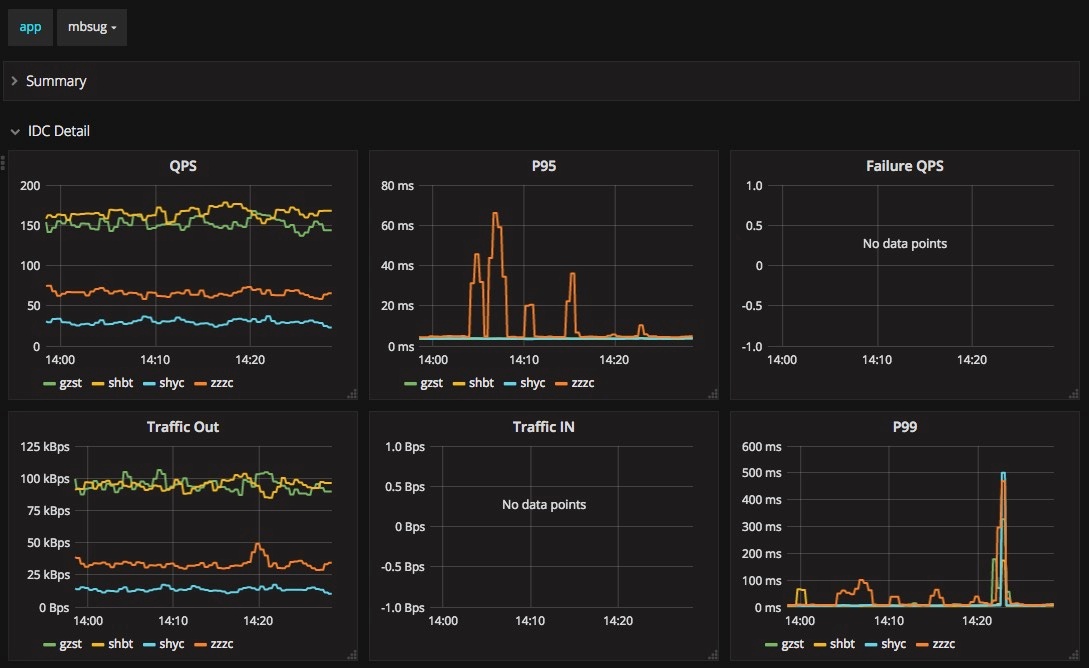 app mbsug
Summary
IDC Detail
QPS
200
150
100
50
0
14:00 14:10 14:20
gzst shbt shyc zzzc
P95
80 ms
60 ms
40 ms
20 ms
0 ms
14:00 14:10 14:20
gzst shbt shyc zzzc
Failure QPS
1.0
0.5
0
-0.5
-1.0
No data points
14:00 14:10 14:20
Traffic Out
125 kBps
100 kBps
75 kBps
50 kBps
25 kBps
0 Bps
14:00 14:10 14:20
gzst shbt shyc zzzc
Traffic IN
1.0 Bps
0.5 Bps
No data points
0 Bps
-0.5 Bps
-1.0 Bps
14:00 14:10 14:20
P99
600 ms
500 ms
400 ms
300 ms
200 ms
100 ms
0 ms
14:00 14:10 14:20
gzst shbt shyc zzzc